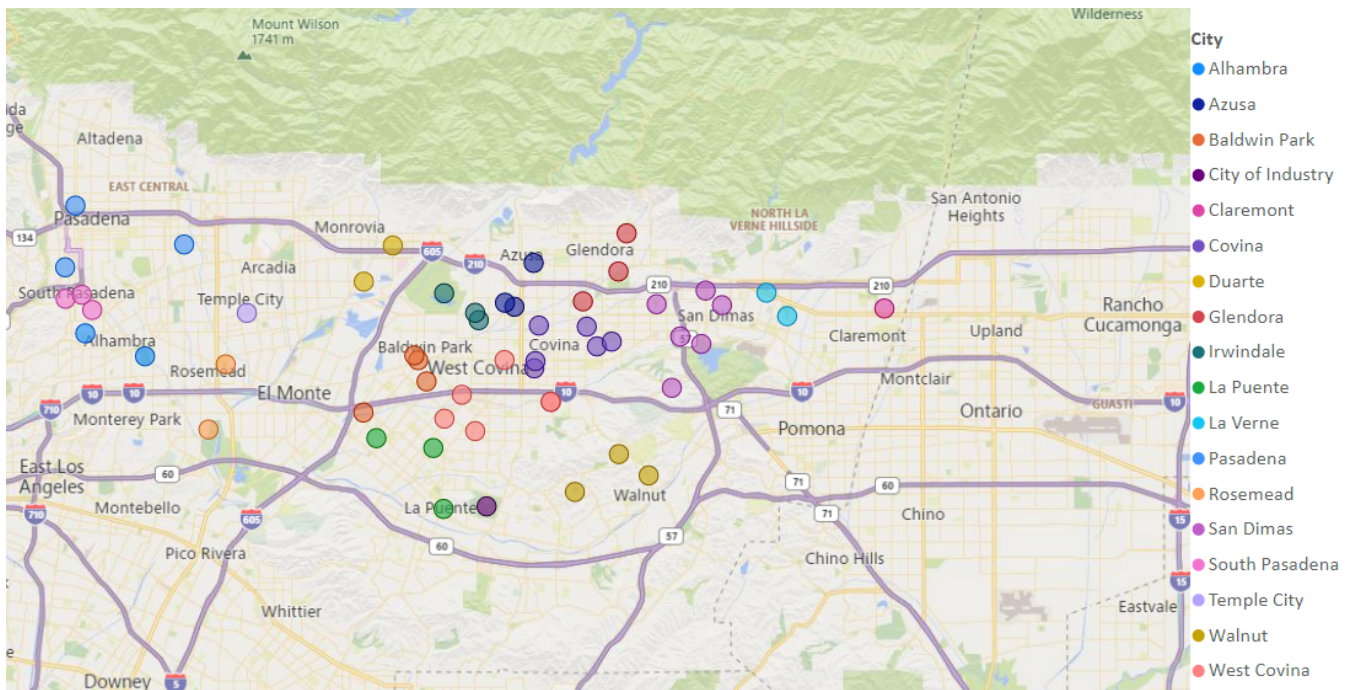 Mount Wilson
1741 m
Wilderness
City
Alhambra
Azusa
Baldwin Park
City of Industry
Claremont
Covina
Duarte
Glendora
Irwindale
La Puente
La Verne
Pasadena
Rosemead
San Dimas
South Pasadena
Temple City
Walnut
West Covina
Altadena
EAST CENTRAL
Pasadena
134
Monrovia
NORTH LA
VERNE HILLSIDE
San Antonio
Heights
605
210
Azusa
Glendora
Arcadia
210
210
South Pasadena
Temple City
San Dimas
Claremont
Upland
Rancho
Cucamonga
Alhambra
Rosemead
Baldwin Park
Covina
West Covina
Montclair
El Monte
10
10
10
10
10
710
Monterey Park
71
Pomona
Ontario
GUASTI
East Los
Angeles
60
71
60
Walnut
710
Montebello
605
La Puente
71
Chino
15
60
57
Pico Rivera
Chino Hills
15
Whittier
Eastvale
Downey
5